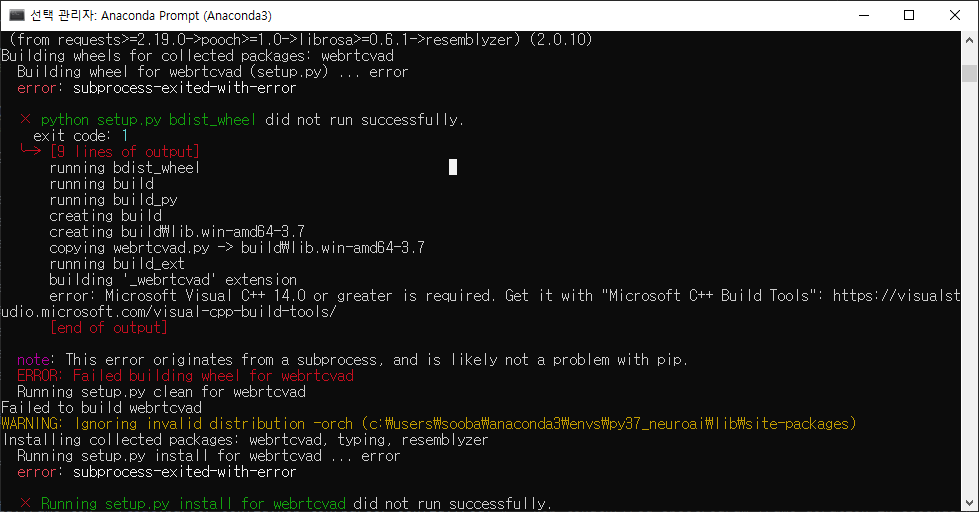 선택 관리자: Anaconda Prompt (Anaconda3)
(from requests>=2.19.0->pooch>=1.0->librosa>=0.6.1->resemblyzer) (2.0.10)
Building wheels for collected packages: webrtcvad
Building wheel for webrtcvad (setup.py) ... error
error: subprocess-exited-with-error
× python setup.py bdist_wheel did not run successfully.
exit code: 1
╰─> [9 lines of output]
running bdist_wheel
running build
running build_py
creating build
creating build₩lib.win-amd64-3.7
copying webrtcvad.py -> build₩lib.win-amd64-3.7
running build_ext
building '_webrtcvad' extension
error: Microsoft Visual C++ 14.0 or greater is required. Get it with "Microsoft C++ Build Tools": https://visualst
udio.microsoft.com/visual-cpp-build-tools/
[end of output]
note: This error originates from a subprocess, and is likely not a problem with pip.
ERROR: Failed building wheel for webrtcvad
Running setup.py clean for webrtcvad
Failed to build webrtcvad
WARNING: Ignoring invalid distribution -orch (c:₩users₩sooba₩anaconda3₩envs₩py37_neuroai₩lib₩site-packages)
Installing collected packages: webrtcvad, typing, resemblyzer
Running setup.py install for webrtcvad ... error
error: subprocess-exited-with-error
× Running setup.py install for webrtcvad did not run successfully.